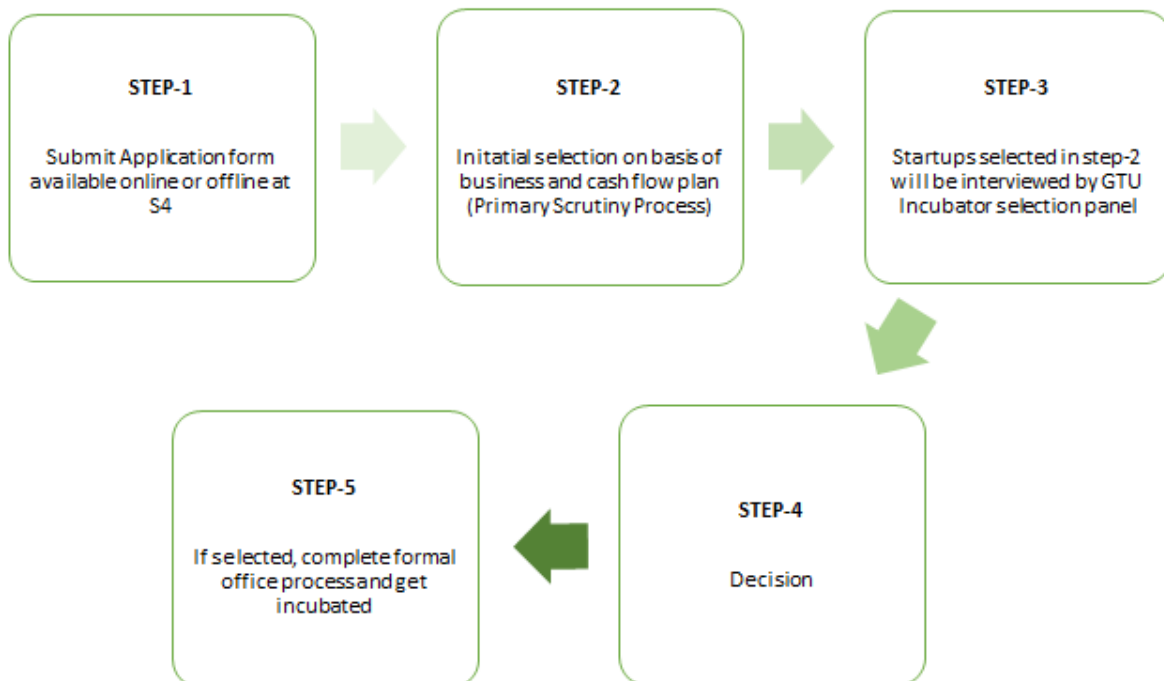 STEP-1
Submit Application form
available online or offline at
S4
STEP-2
Initatial selection on basis of
business and cash flow plan
(Primary Scrutiny Process)
STEP-3
Startups selected in step-2
will be interviewed by GTU
Incubator selection panel
STEP-4
Decision
STEP-5
If selected, complete formal
office process and get
incubated